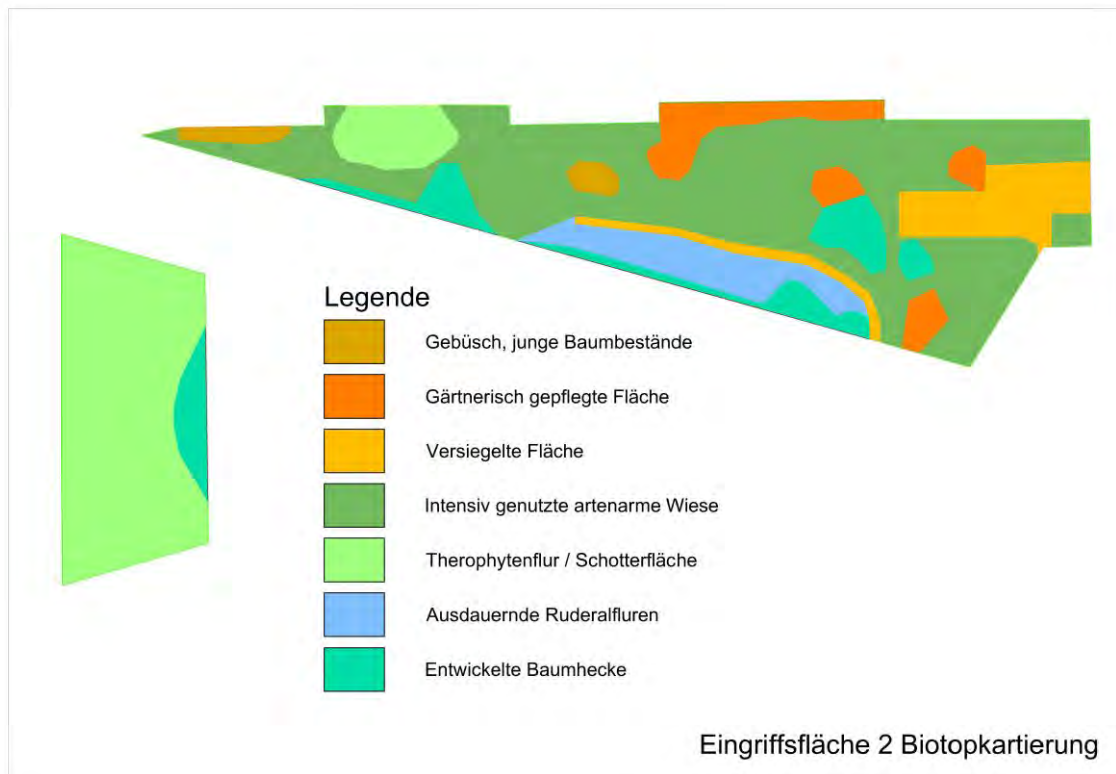 Legende
Gebüsch, junge Baumbestände
Gärtnerisch gepflegte Fläche
Versiegelte Fläche
Intensiv genutzte artenarme Wiese
Therophytenflur / Schotterfläche
Ausdauernde Ruderalfluren
Entwickelte Baumhecke
Eingriffsfläche 2 Biotopkartierung